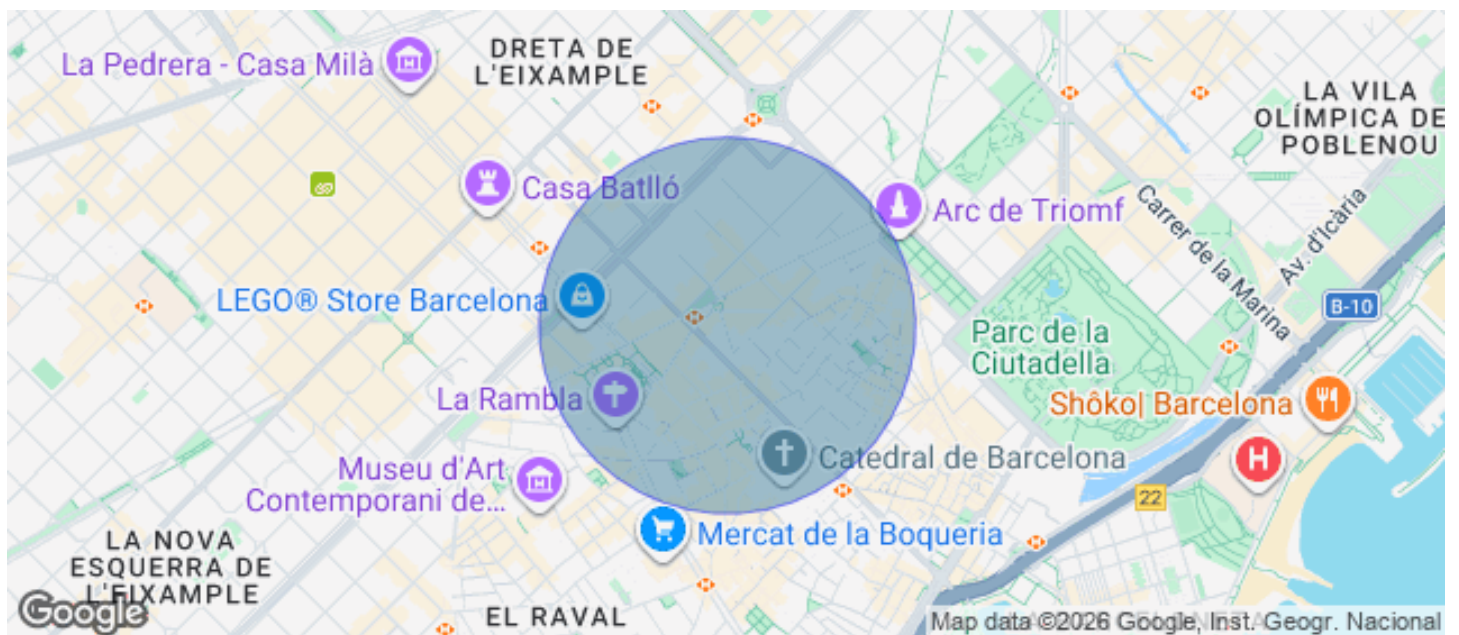 La Pedrera - Casa Milà
DRETA DE
L'EIXAMPLE
LA VILA
OLÍMPICA DE
POBLENOU
Casa Batlló
Arc de Triomf
Carrer de la Marina
Av. d'Icària
LEGO® Store Barcelona
B-10
Parc de la
Ciutadella
La Rambla
Shôko| Barcelona
Catedral de Barcelona
H
Museu d'Art
Contemporani de...
22
Mercat de la Boqueria
LA NOVA
ESQUERRA DE
L'EIXAMPLE
EL RAVAL
Google
Map data ©2026 Google, Inst. Geogr. Nacional